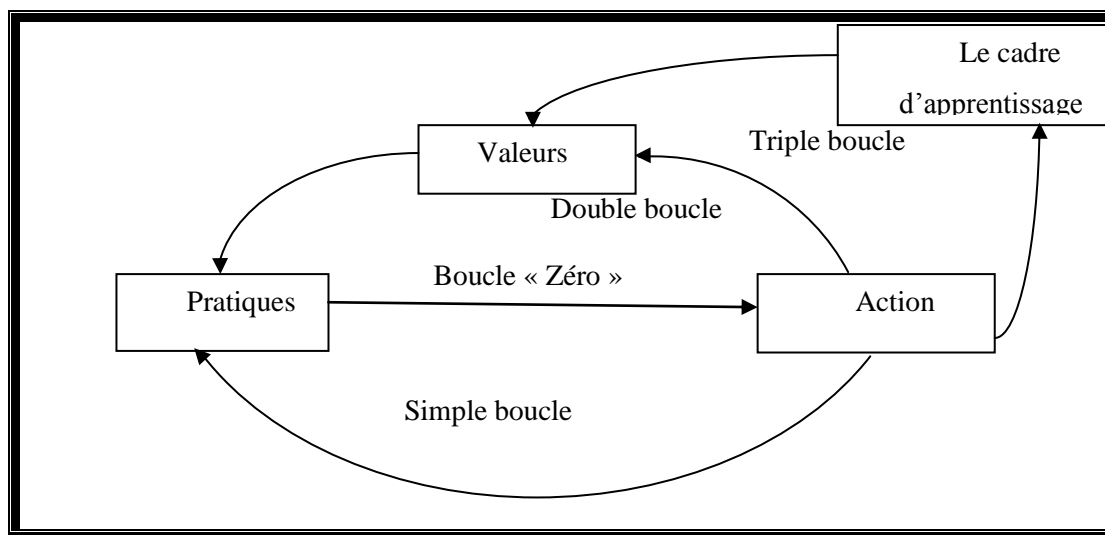 Le cadre
d’apprentissage
Triple boucle
Valeurs
Double boucle
Boucle « Zéro »
Pratiques
Action
Simple boucle